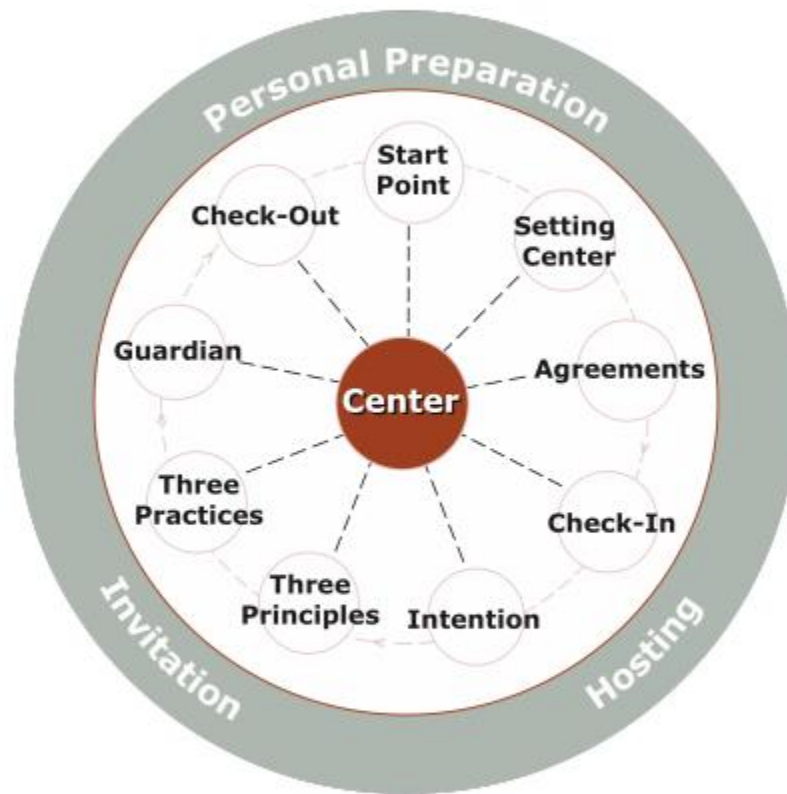 Personal Preparation
Start
Point
Setting
Center
Agreements
Check-In
Intention
Three
Principles
Three
Practices
Guardian
Check-Out
Center
Invitation
Hosting